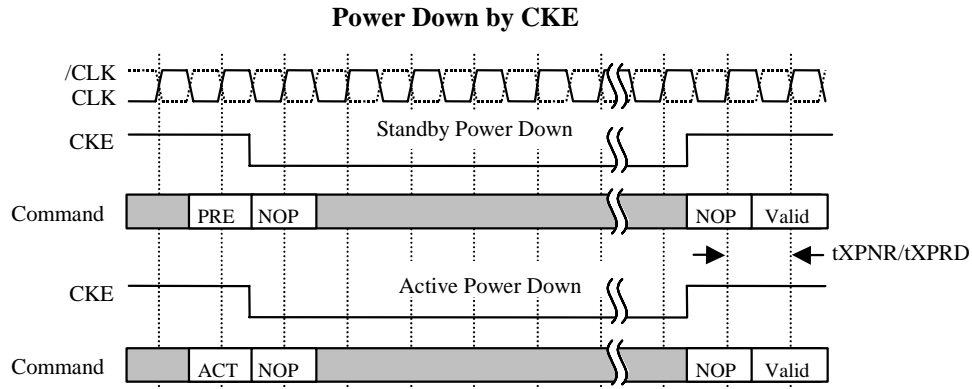 Power Down by CKE
/CLK
CLK
Standby Power Down
CKE
Command PRE NOP NOP Valid
tXPNR/tXPRD
Active Power Down
CKE
Command ACT NOP NOP Valid